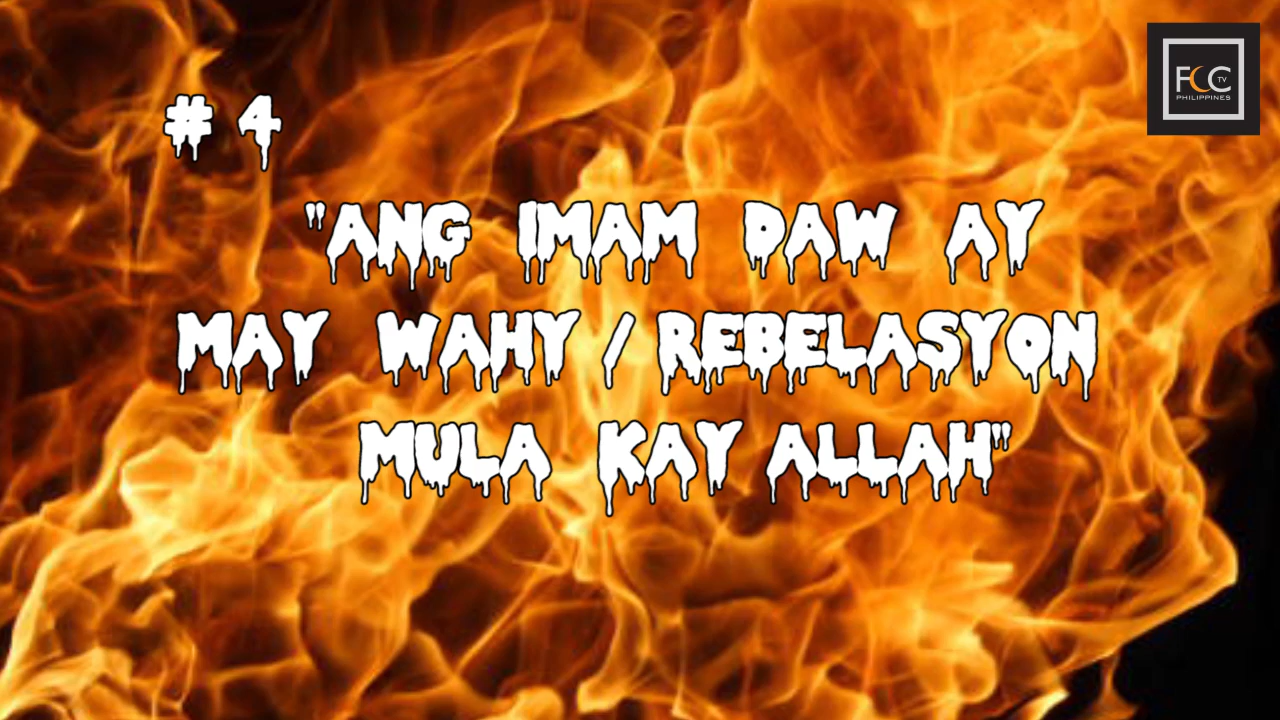 FCC TV
PHILIPPINES
# 4
"ANG IMAM DAW AY
MAY WAHY / REBELASYON
MULA KAY ALLAH"